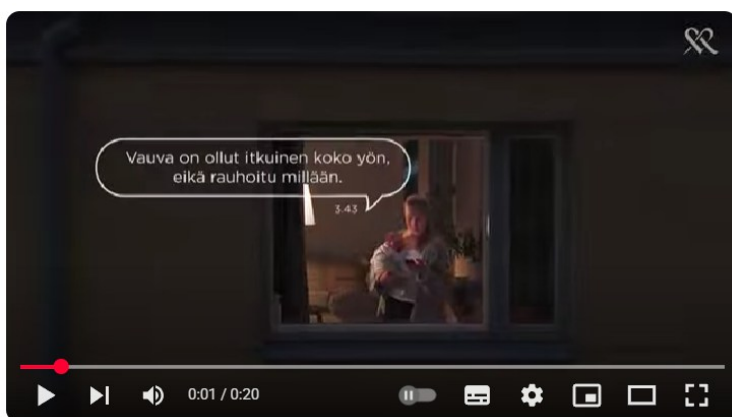 Vauva on ollut itkuinen koko yön,
eikä rauhoitu millään.
3.43
0:01 / 0:20